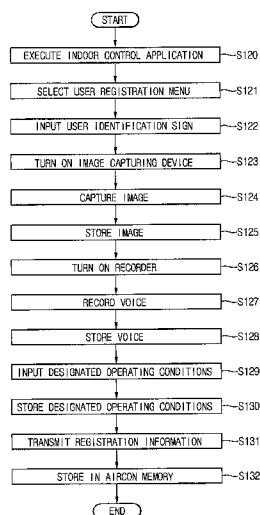 START
EXECUTE INDOOR CONTROL APPLICATION S120
SELECT USER REGISTRATION MENU S121
INPUT USER IDENTIFICATION SIGN S122
TURN ON IMAGE CAPTURING DEVICE S123
CAPTURE IMAGE S124
STORE IMAGE S125
TURN ON RECORDER S126
RECORD VOICE S127
STORE VOICE S128
INPUT DESIGNATED OPERATING CONDITIONS S129
STORE DESIGNATED OPERATING CONDITIONS S130
TRANSMIT REGISTRATION INFORMATION S131
STORE IN AIRCON MEMORY S132
END